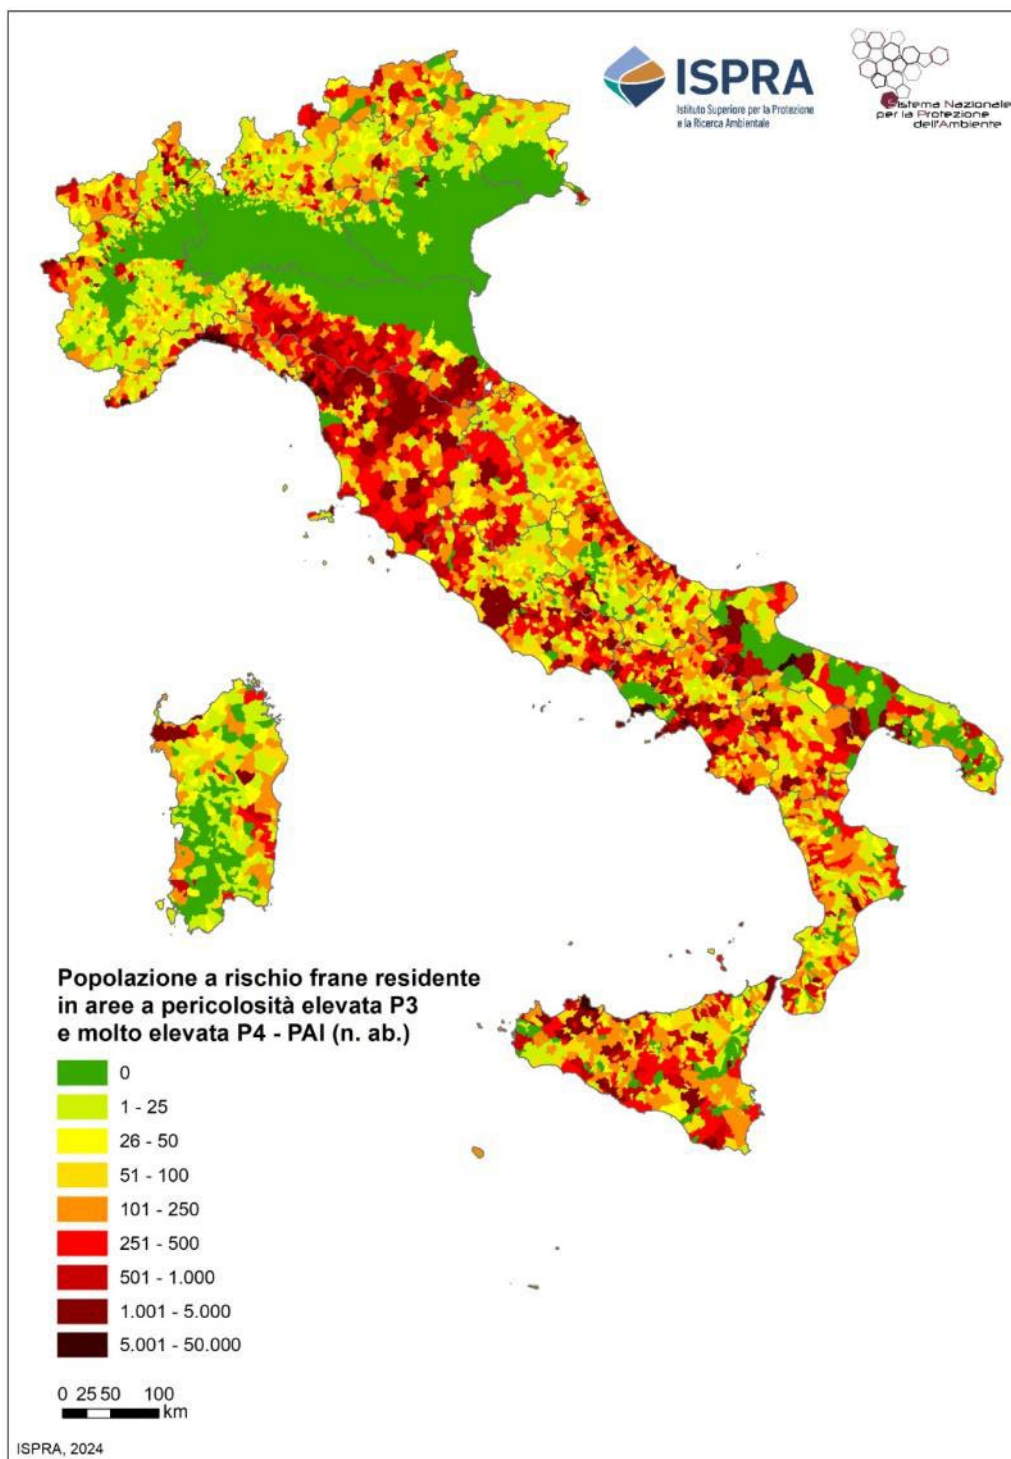 ISPRA
Istituto Superiore per la Protezione
e la Ricerca Ambientale
Sistema Nazionale
per la Protezione
dell'Ambiente
Popolazione a rischio frane residente
in aree a pericolosità elevata P3
e molto elevata P4 - PAI (n. ab.)
0
1 - 25
26 - 50
51 - 100
101 - 250
251 - 500
501 - 1.000
1.001 - 5.000
5.001 - 50.000
0 25 50 100
km
ISPRA, 2024